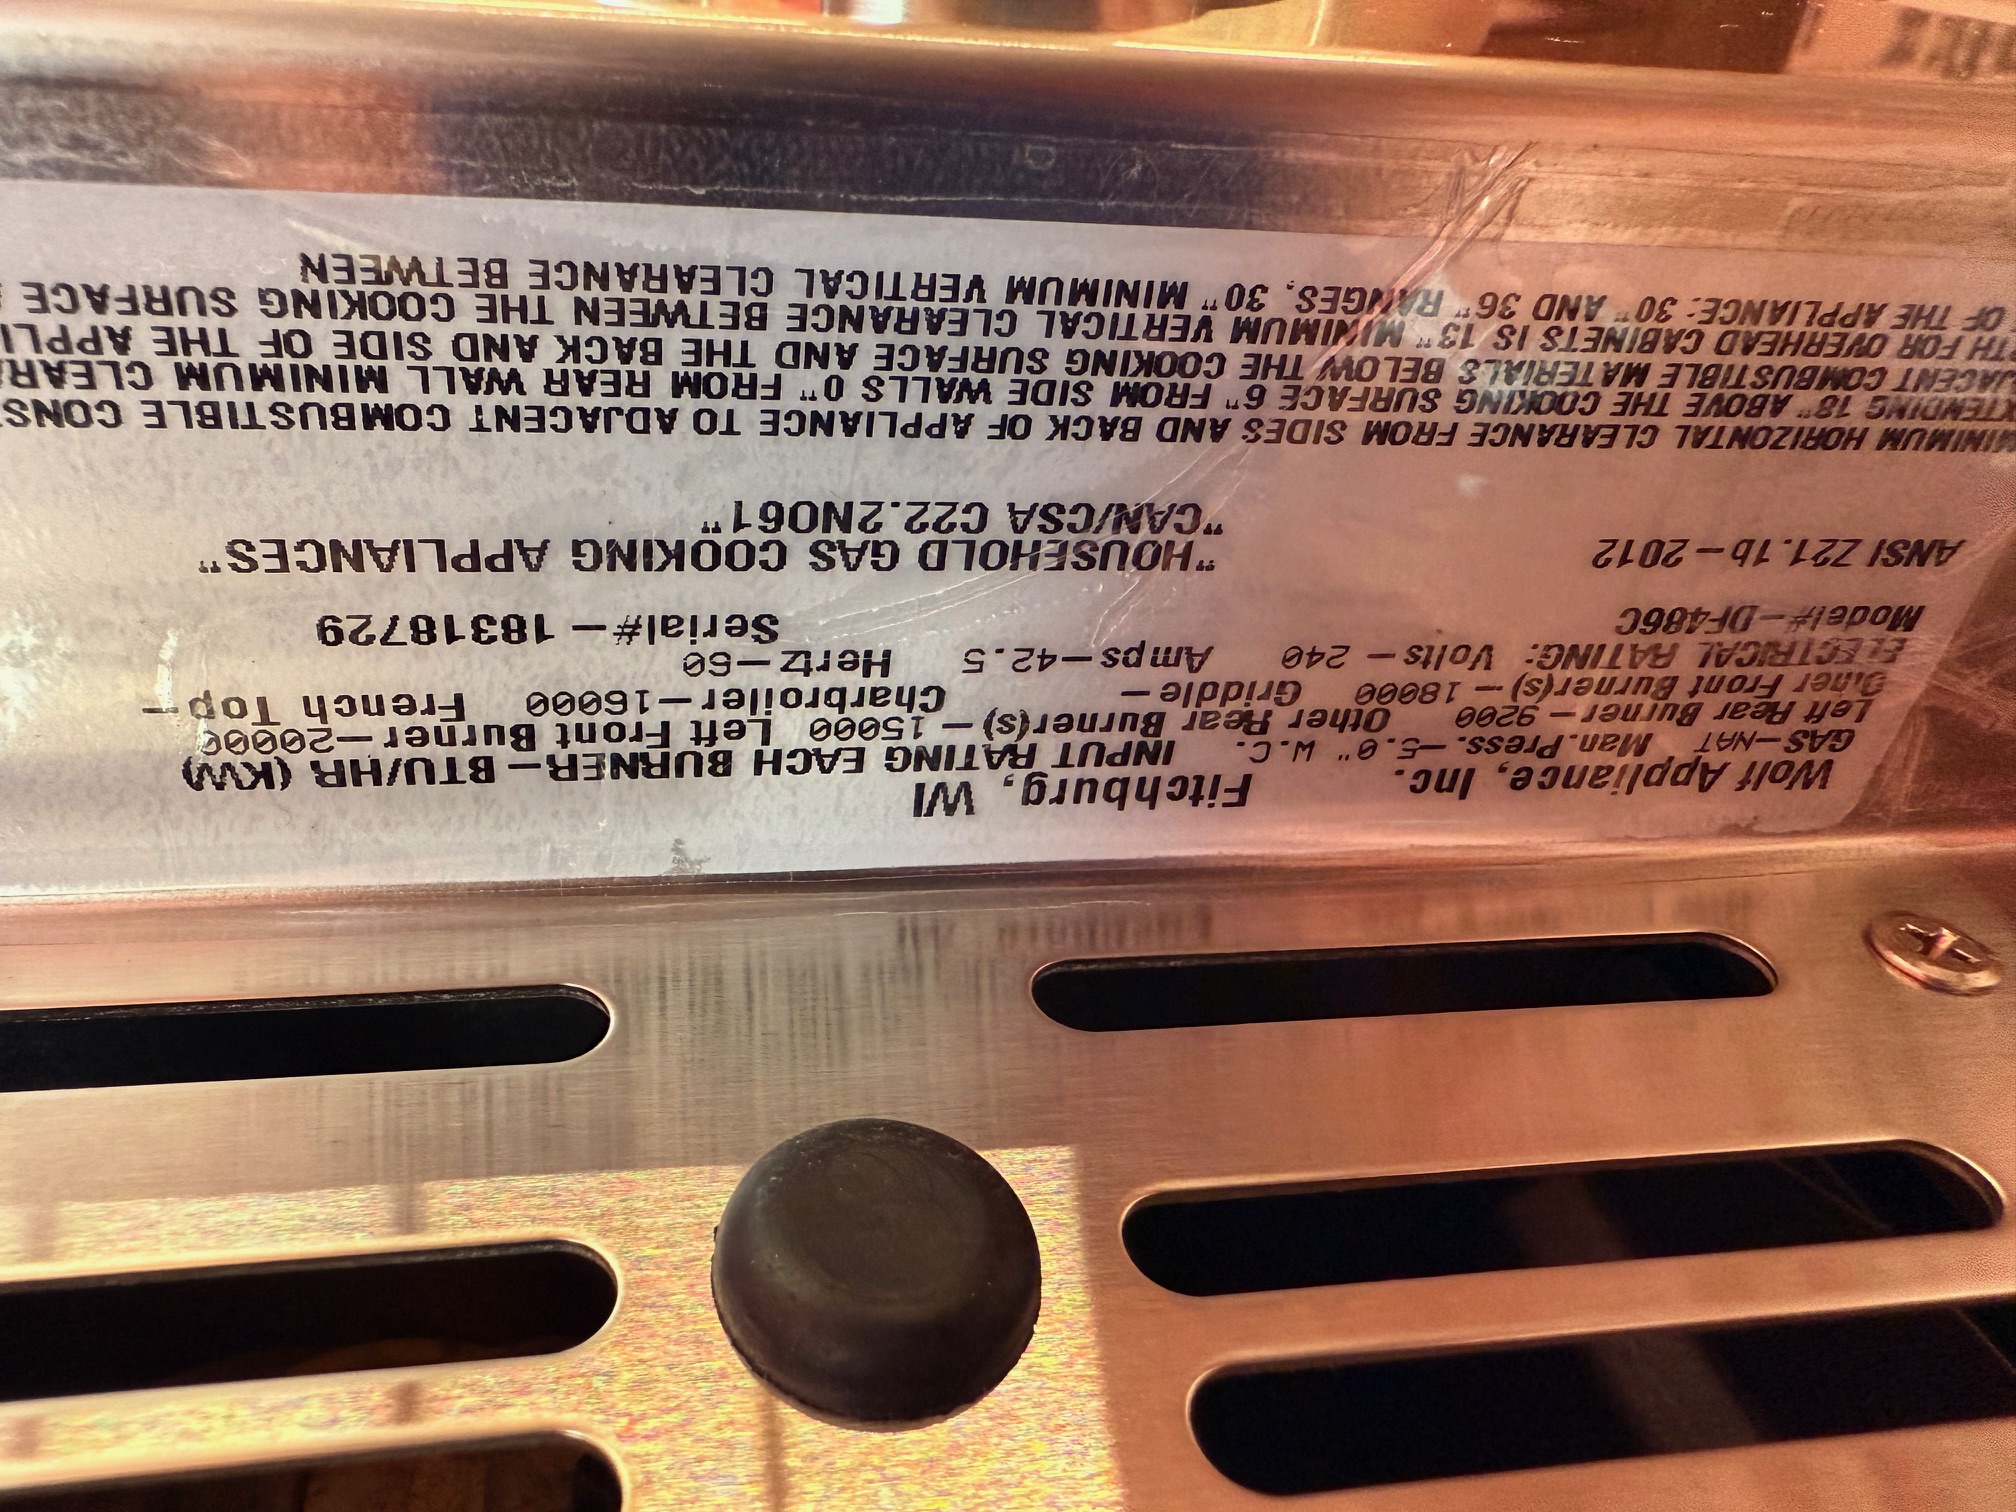 Wolf Appliance, Inc. Fitchburg, WI
GAS-NAT Man.Press.-5.0" W.C. INPUT RATING EACH BURNER-BTU/HR (KW)
Left Rear Burner-9200 Other Rear Burner(s)-15000 Left Front Burner-20000
Other Front Burner(s)-18000 Griddle- Charbroiler-16000 French Top-
ELECTRICAL RATING: Volts-240 Amps-42.5 Hertz-60
Model#-DF486C Serial#-18318729
ANSI Z21.1b-2012 "HOUSEHOLD GAS COOKING APPLIANCES"
"CAN/CSA C22.2NO61"
MINIMUM HORIZONTAL CLEARANCE FROM SIDES AND BACK OF APPLIANCE TO ADJACENT COMBUSTIBLE CONS
TENDING 18" ABOVE THE COOKING SURFACE 6" FROM SIDE WALLS 0" FROM REAR WALL MINIMUM CLEARA
JACENT COMBUSTIBLE MATERIALS BELOW THE COOKING SURFACE AND THE BACK AND SIDE OF THE APPLI
TH FOR OVERHEAD CABINETS IS 13" MINIMUM VERTICAL CLEARANCE BETWEEN THE COOKING SURFACE
OF THE APPLIANCE: 30" AND 36" RANGES, 30" MINIMUM VERTICAL CLEARANCE BETWEEN